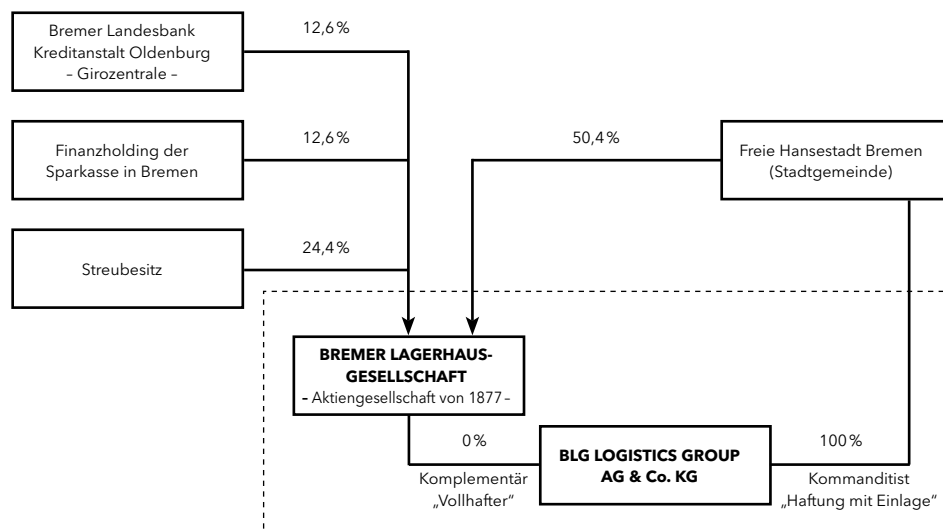 Bremer Landesbank
Kreditanstalt Oldenburg
– Girozentrale –
12,6 %
Finanzholding der
Sparkasse in Bremen
12,6 %
50,4 %
Freie Hansestadt Bremen
(Stadtgemeinde)
Streubesitz
24,4 %
BREMER LAGERHAUS-
GESELLSCHAFT
– Aktiengesellschaft von 1877 –
0 %
Komplementär
„Vollhafter“
BLG LOGISTICS GROUP
AG & Co. KG
100 %
Kommanditist
„Haftung mit Einlage“